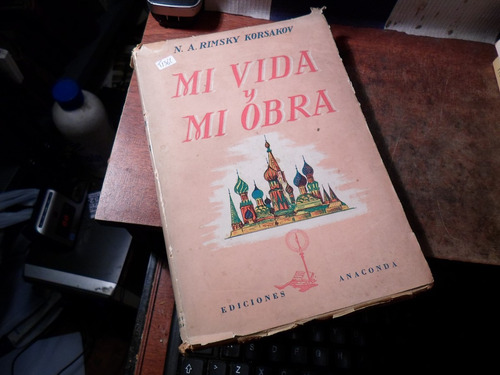 N. A. RIMSKY KORSAKOV
MI VIDA
y
MI OBRA
EDICIONES ANACONDA